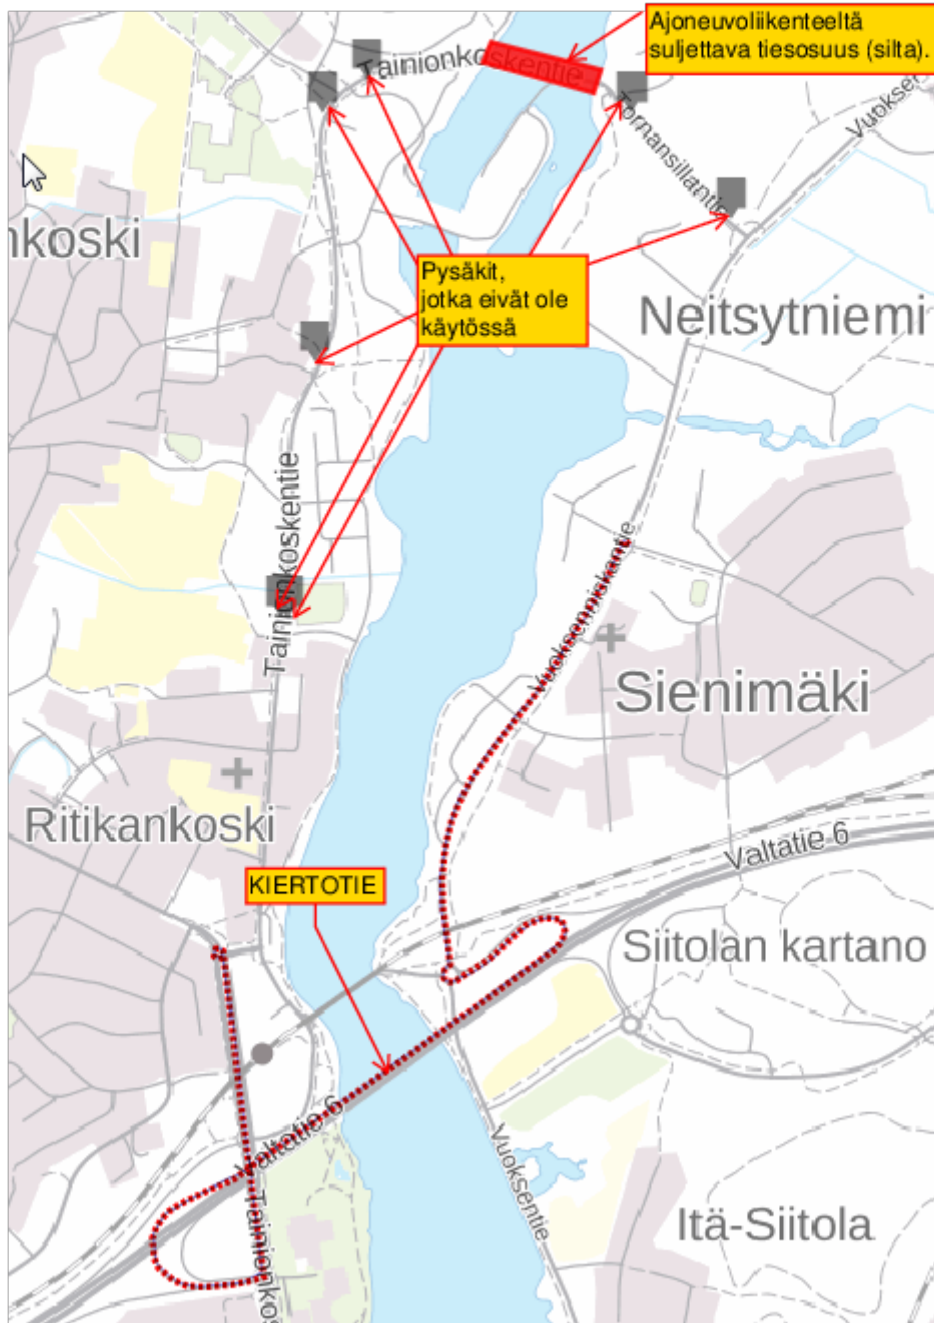 Ajoneuvoliikenteeltä
suljettava tiesosuus (silta).
Tainionkoskentie
Tornansillantie
Vuoksen
nkoski
Pysäkit,
jotka eivät ole
käytössä
Neitsytniemi
Tainionkoskentie
Vuoksenniskantie
Sienimäki
Ritikankoski
Valtatie 6
KIERTOTIE
Siitolan kartano
Valtatie 6
Vuoksentie
Tainionkos
Itä-Siitola